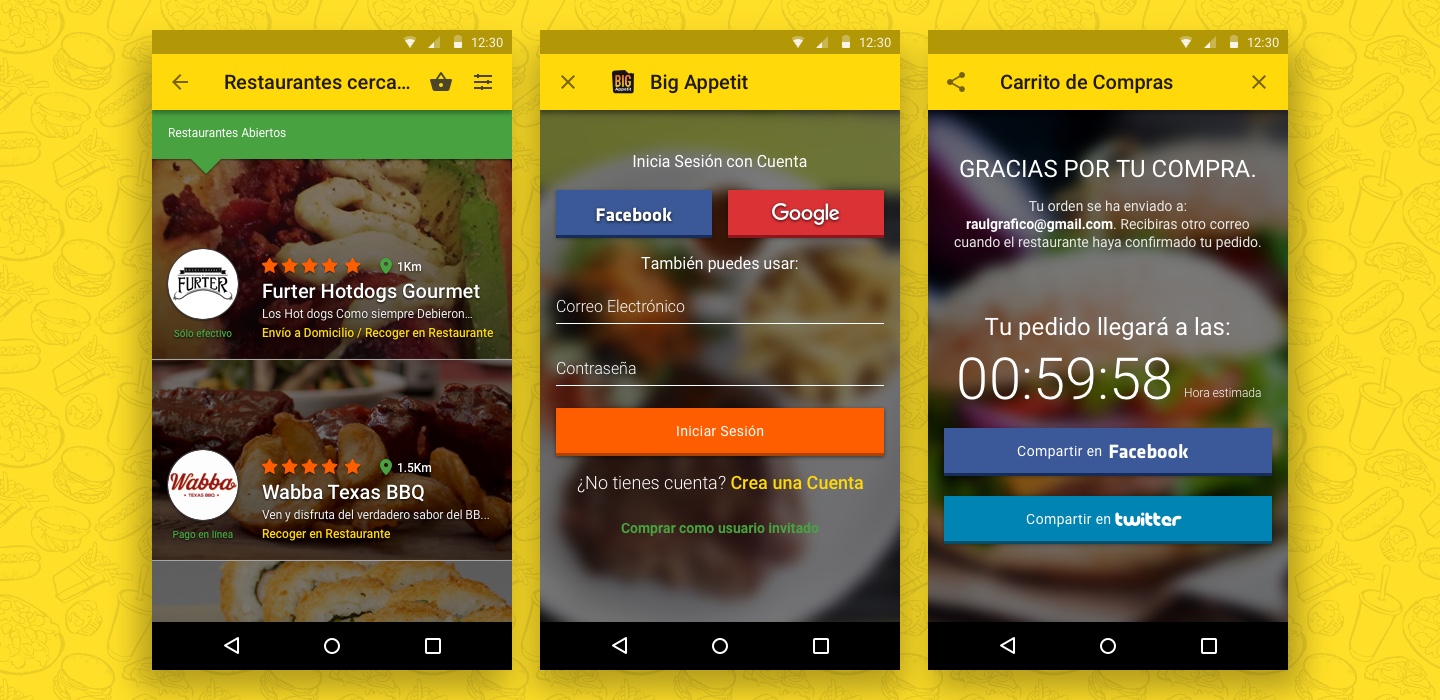 12:30
Restaurantes cerca...
Restaurantes Abiertos
FURTER
1Km
Furter Hotdogs Gourmet
Los Hot dogs Como siempre Debieron...
Sólo efectivo
Envío a Domicilio / Recoger en Restaurante
Wabba
TEXAS BBQ
1.5Km
Wabba Texas BBQ
Ven y disfruta del verdadero sabor del BB...
Pago en línea
Recoger en Restaurante
12:30
BIG
Appetit
Big Appetit
Inicia Sesión con Cuenta
Facebook
Google
También puedes usar:
Correo Electrónico
Contraseña
Iniciar Sesión
¿No tienes cuenta? Crea una Cuenta
Comprar como usuario invitado
12:30
Carrito de Compras
GRACIAS POR TU COMPRA.
Tu orden se ha enviado a:
raulgrafico@gmail.com. Recibiras otro correo
cuando el restaurante haya confirmado tu pedido.
Tu pedido llegará a las:
00:59:58 Hora estimada
Compartir en Facebook
Compartir en twitter